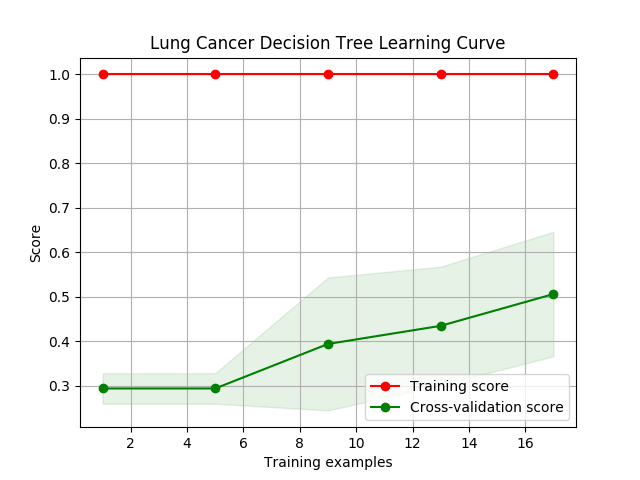 Lung Cancer Decision Tree Learning Curve
1.0
0.9
0.8
0.7
0.6
0.5
0.4
0.3
Score
Training score
Cross-validation score
2 4 6 8 10 12 14 16
Training examples